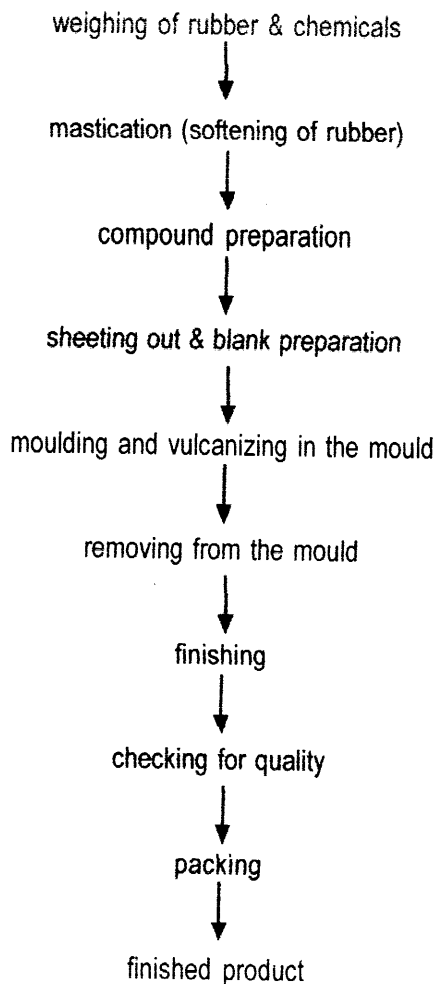 weighing of rubber & chemicals
mastication (softening of rubber)
compound preparation
sheeting out & blank preparation
moulding and vulcanizing in the mould
removing from the mould
finishing
checking for quality
packing
finished product